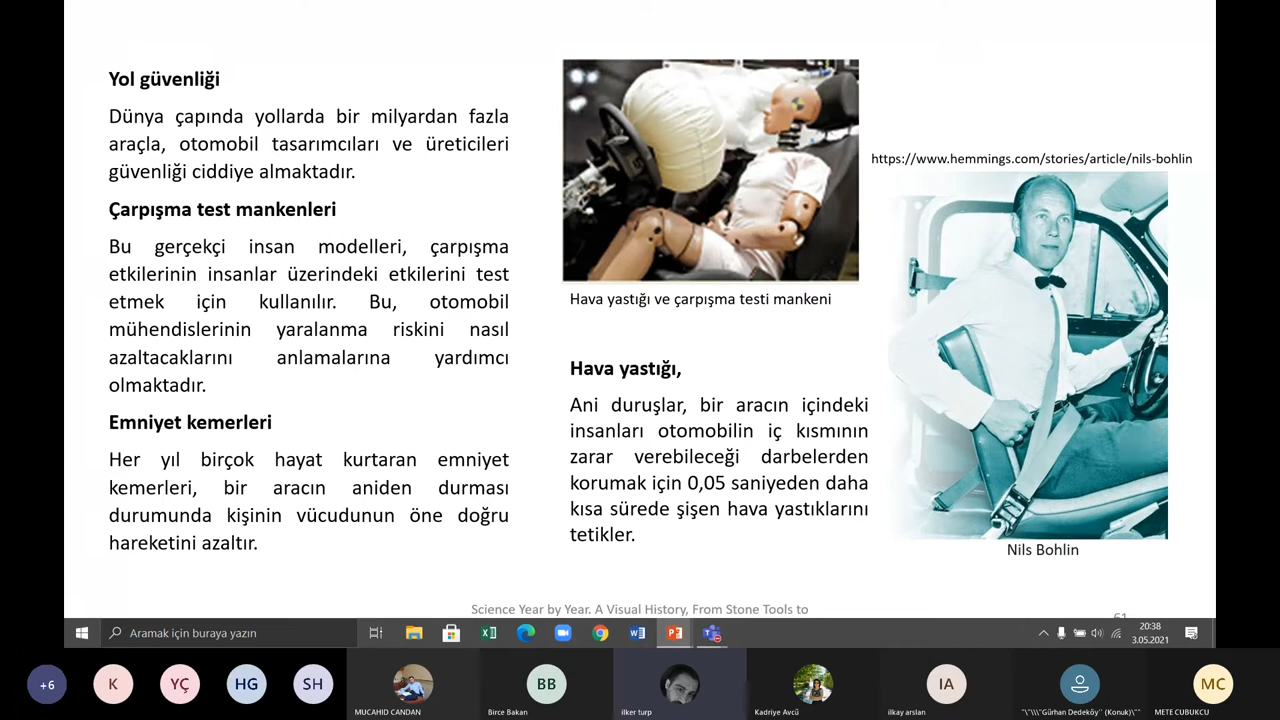 Yol güvenliği
Dünya çapında yollarda bir milyardan fazla
araçla, otomobil tasarımcıları ve üreticileri
güvenliği ciddiye almaktadır.
Çarpışma test mankenleri
Bu gerçekçi insan modelleri, çarpışma
etkilerinin insanlar üzerindeki etkilerini test
etmek için kullanılır. Bu, otomobil
mühendislerinin yaralanma riskini nasıl
azaltacaklarını anlamalarına yardımcı
olmaktadır.
Emniyet kemerleri
Her yıl birçok hayat kurtaran emniyet
kemerleri, bir aracın aniden durması
durumunda kişinin vücudunun öne doğru
hareketini azaltır.
Hava yastığı ve çarpışma testi mankeni
Hava yastığı,
Ani duruşlar, bir aracın içindeki
insanları otomobilin iç kısmının
zarar verebileceği darbelerden
korumak için 0,05 saniyeden daha
kısa sürede şişen hava yastıklarını
tetikler.
https://www.hemmings.com/stories/article/nils-bohlin
Nils Bohlin
Science Year by Year. A Visual History, From Stone Tools to
61
Aramak için buraya yazın
20:38
3.05.2021
+6
K
YÇ
HG
SH
MUCAHID CANDAN
BB
Birce Bakan
ilker turp
Kadriye Avcü
IA
ilkay arslan
"\"\\\"Gürhan Dedeköy" (Konuk)\""
MC
METE CUBUKCU